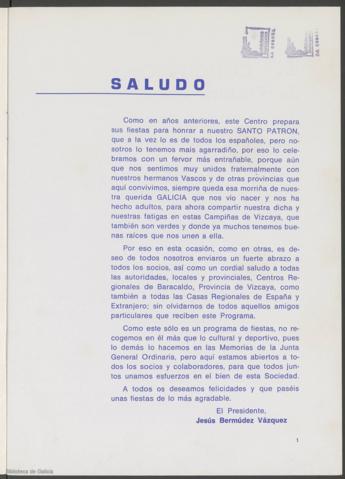 SALUDO
Como en años anteriores, este Centro prepara
sus fiestas para honrar a nuestro SANTO PATRON,
que a la vez lo es de todos los españoles, pero no-
sotros lo tenemos más agarradiño, por eso lo cele-
bramos con un fervor más entrañable, porque aún
que nos sentimos muy unidos fraternalmente con
nuestros hermanos Vascos y de otras provincias que
aquí convivimos, siempre queda esa morriña de nues-
tra querida GALICIA que nos vio nacer y nos ha
hecho adultos, para ahora compartir nuestra dicha y
nuestras fatigas en estas Campiñas de Vizcaya, que
también son verdes y donde ya muchos tenemos bue-
nas raíces que nos unen a ella.
Por eso en esta ocasión, como en otras, es de-
seo de todos nosotros enviaros un fuerte abrazo a
todos los socios, así como un cordial saludo a todas
las autoridades, locales y provinciales, Centros Re-
gionales de Baracaldo, Provincia de Vizcaya, como
también a todas las Casas Regionales de España y
Extranjero; sin olvidarnos de todos aquellos amigos
particulares que reciben este Programa.
Como este sólo es un programa de fiestas, no re-
cogemos en él más que lo cultural y deportivo, pues
lo demás lo hacemos en las Memorias de la Junta
General Ordinaria, pero aquí estamos abiertos a to-
dos los socios y colaboradores, para que todos jun-
tos unamos esfuerzos en el bien de esta Sociedad.
A todos os deseamos felicidades y que paséis
unas fiestas de lo más agradable.
El Presidente,
Jesús Bermúdez Vázquez
1
Biblioteca de Galicia